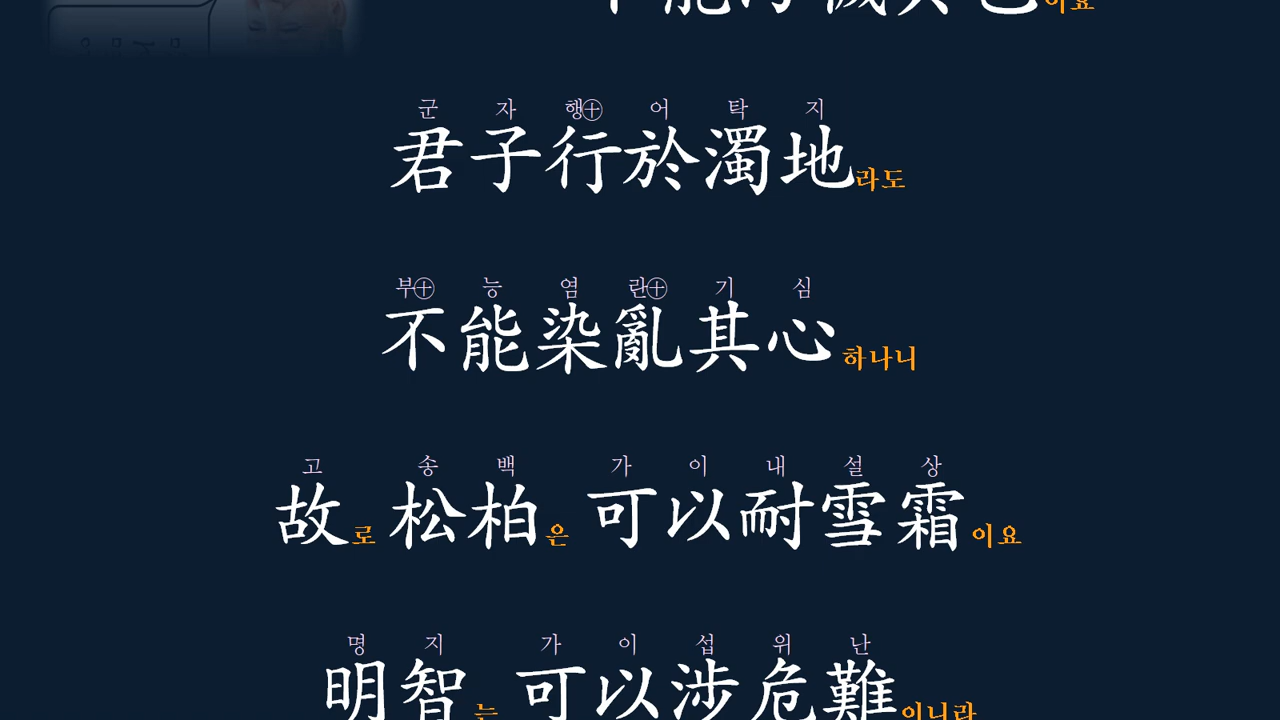 이요
군 자 행㊉ 어 탁 지
君子行於濁地라도
부㊉ 능 염 란㊉ 기 심
不能染亂其心하나니
고 송 백 가 이 내 설 상
故로 松柏은 可以耐雪霜이요
명 지 가 이 섭 위 난
明智는 可以涉危難이니라